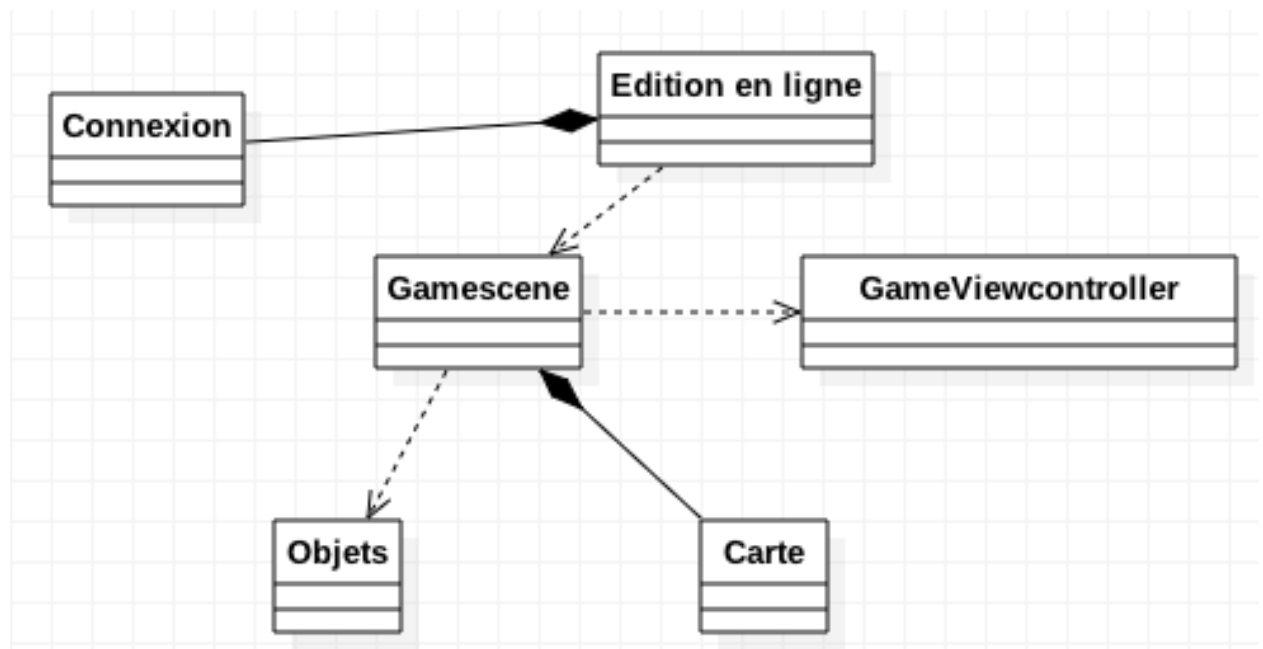 Edition en ligne
Connexion
Gamescene
GameViewcontroller
Objets
Carte